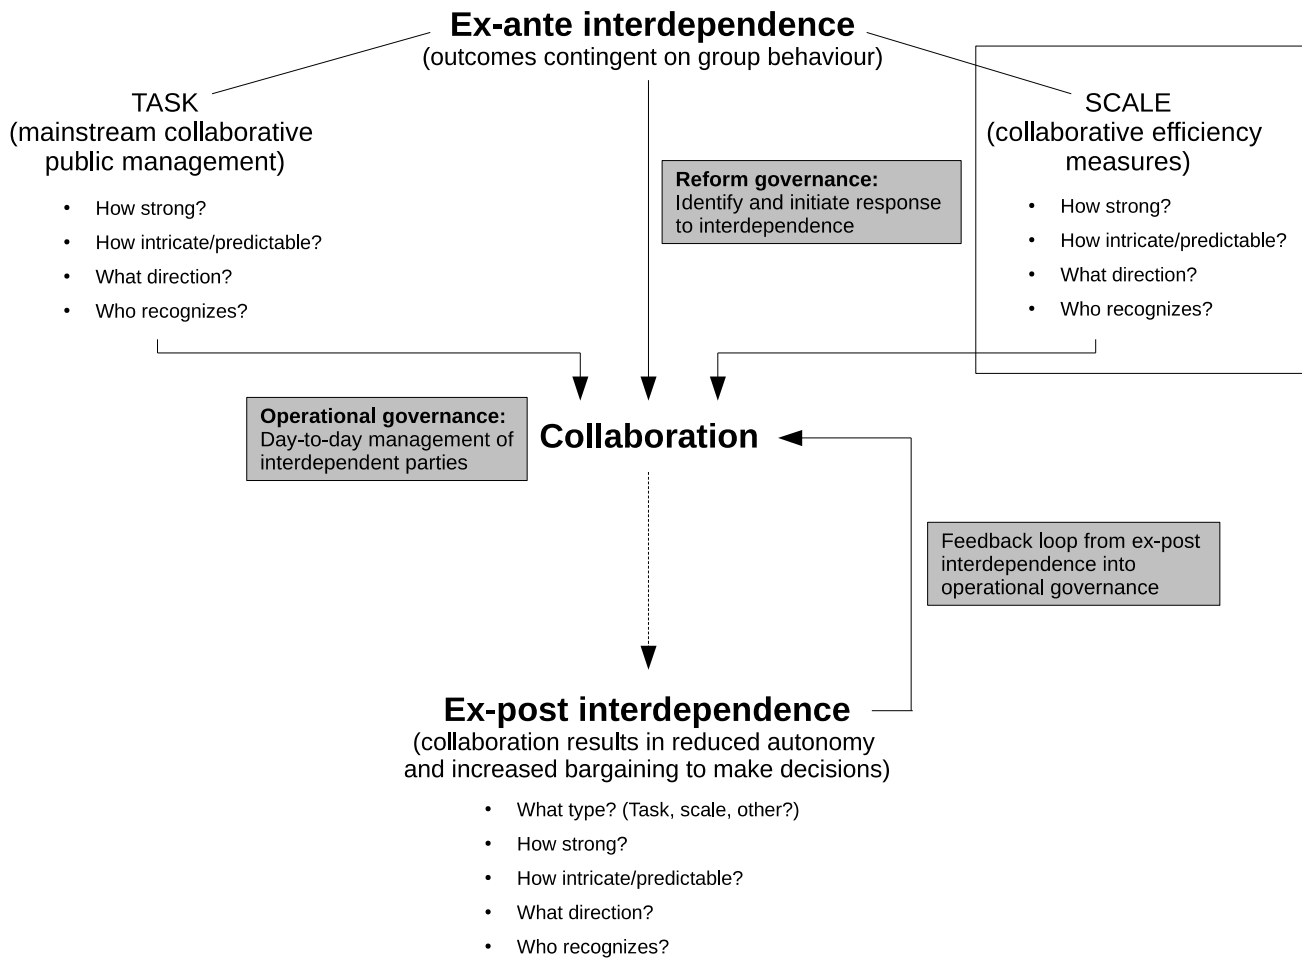 Ex-ante interdependence
(outcomes contingent on group behaviour)
TASK
(mainstream collaborative
public management)
• How strong?
• How intricate/predictable?
• What direction?
• Who recognizes?
SCALE
(collaborative efficiency
measures)
• How strong?
• How intricate/predictable?
• What direction?
• Who recognizes?
Reform governance:
Identify and initiate response
to interdependence
Operational governance:
Day-to-day management of
interdependent parties
Collaboration
Feedback loop from ex-post
interdependence into
operational governance
Ex-post interdependence
(collaboration results in reduced autonomy
and increased bargaining to make decisions)
• What type? (Task, scale, other?)
• How strong?
• How intricate/predictable?
• What direction?
• Who recognizes?